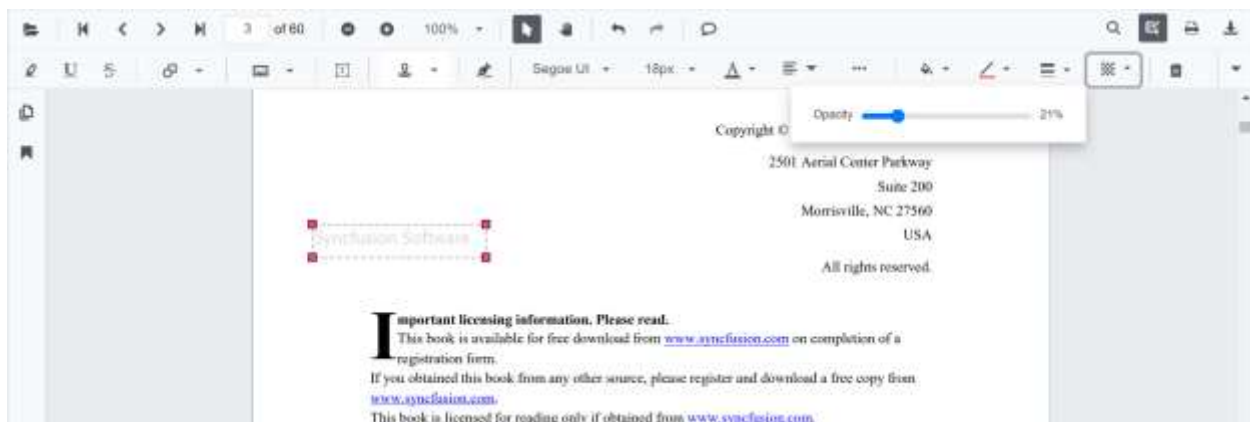 3 of 60 100%
U S Segoe UI 18px A
Opacity 21%
Copyright ©
2501 Aerial Center Parkway
Suite 200
Morrisville, NC 27560
Syncfusion Software
USA
All rights reserved.
Important licensing information. Please read.
This book is available for free download from www.syncfusion.com on completion of a
registration form.
If you obtained this book from any other source, please register and download a free copy from
www.syncfusion.com.
This book is licensed for reading only if obtained from www.syncfusion.com.